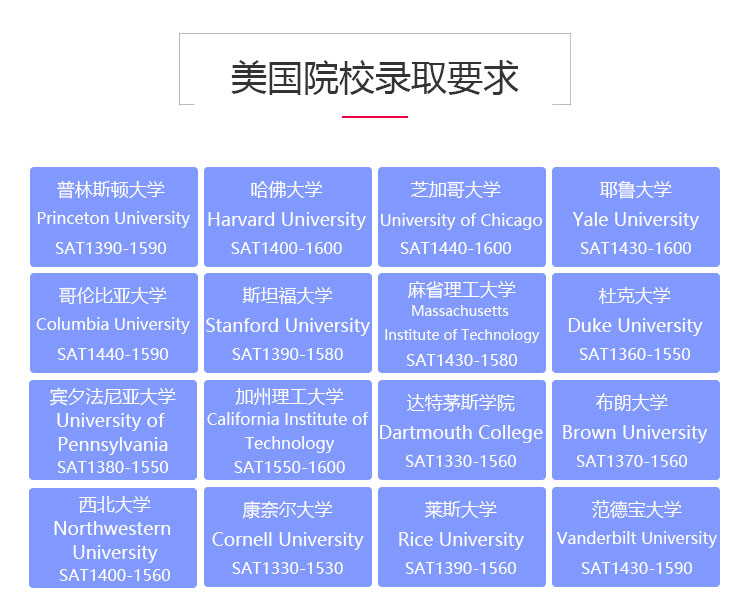 美国院校录取要求
普林斯顿大学
Princeton University
SAT1390-1590
哈佛大学
Harvard University
SAT1400-1600
芝加哥大学
University of Chicago
SAT1440-1600
耶鲁大学
Yale University
SAT1430-1600
哥伦比亚大学
Columbia University
SAT1440-1590
斯坦福大学
Stanford University
SAT1390-1580
麻省理工大学
Massachusetts
Institute of Technology
SAT1430-1580
杜克大学
Duke University
SAT1360-1550
宾夕法尼亚大学
University of
Pennsylvania
SAT1380-1550
加州理工大学
California Institute of
Technology
SAT1550-1600
达特茅斯学院
Dartmouth College
SAT1330-1560
布朗大学
Brown University
SAT1370-1560
西北大学
Northwestern
University
SAT1400-1560
康奈尔大学
Cornell University
SAT1330-1530
莱斯大学
Rice University
SAT1390-1560
范德宝大学
Vanderbilt University
SAT1430-1590